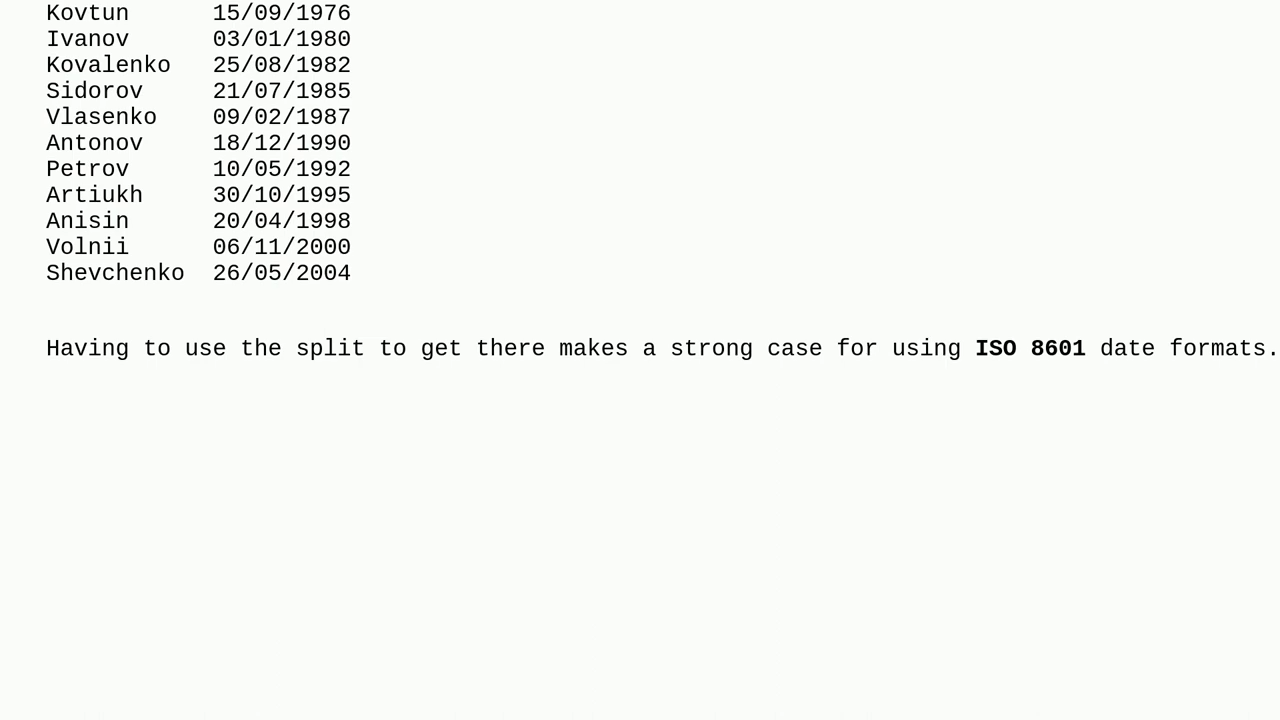 Kovtun      15/09/1976
Ivanov      03/01/1980
Kovalenko   25/08/1982
Sidorov     21/07/1985
Vlasenko    09/02/1987
Antonov     18/12/1990
Petrov      10/05/1992
Artiukh     30/10/1995
Anisin      20/04/1998
Volnii      06/11/2000
Shevchenko  26/05/2004
Having to use the split to get there makes a strong case for using ISO 8601 date formats.